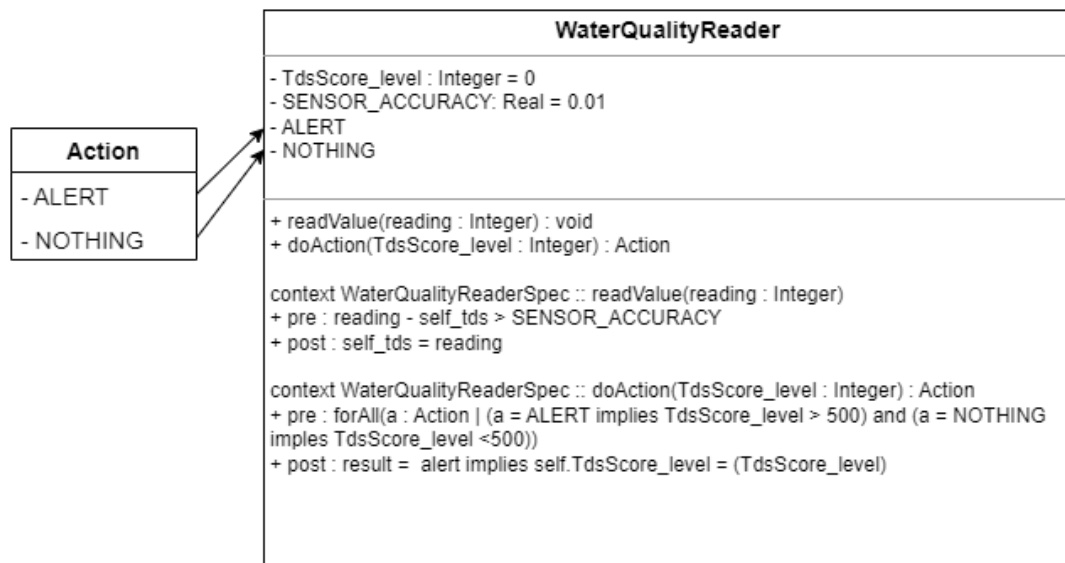 WaterQualityReader
- TdsScore_level : Integer = 0
- SENSOR_ACCURACY: Real = 0.01
- ALERT
- NOTHING
Action
- ALERT
- NOTHING
+ readValue(reading : Integer) : void
+ doAction(TdsScore_level : Integer) : Action
context WaterQualityReaderSpec :: readValue(reading : Integer)
+ pre : reading - self_tds > SENSOR_ACCURACY
+ post : self_tds = reading
context WaterQualityReaderSpec :: doAction(TdsScore_level : Integer) : Action
+ pre : forAll(a : Action | (a = ALERT implies TdsScore_level > 500) and (a = NOTHING
imples TdsScore_level <500))
+ post : result =  alert implies self.TdsScore_level = (TdsScore_level)